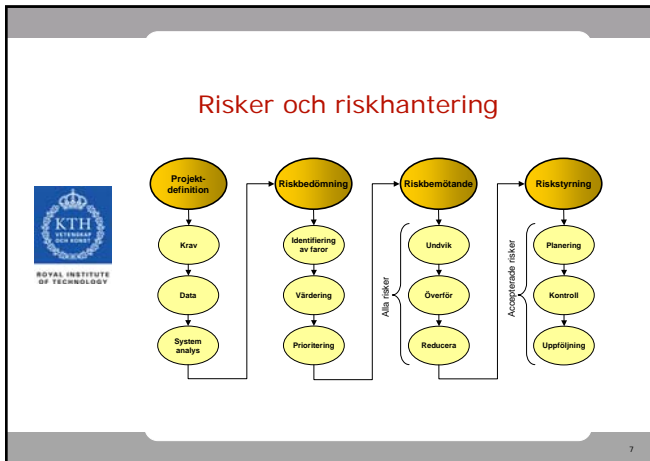 Risker och riskhantering
KTH
VETENSKAP
OCH KONST
ROYAL INSTITUTE
OF TECHNOLOGY
Projekt-
definition
Krav
Data
System
analys
Riskbedömning
Identifiering
av faror
Värdering
Prioritering
Riskbemötande
Alla risker
Undvik
Överför
Reducera
Riskstyrning
Accepterade risker
Planering
Kontroll
Uppföljning
7